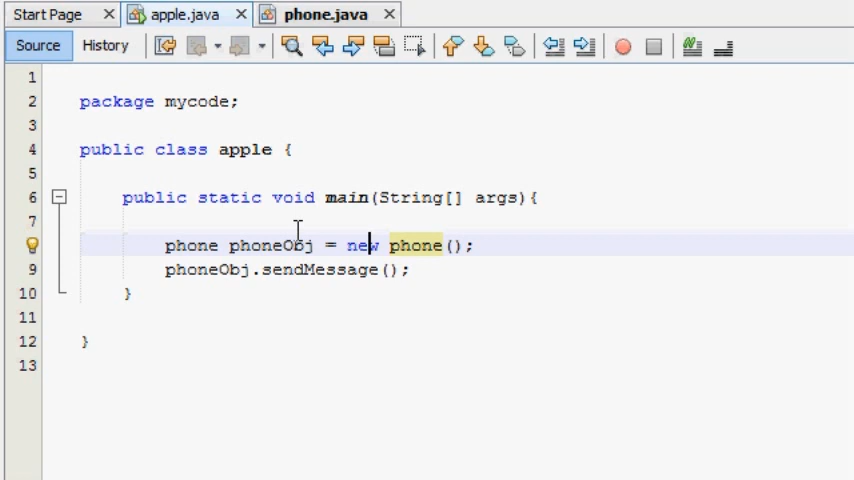 Start Page apple.java phone.java
Source History
1
2 package mycode;
3
4 public class apple {
5
6 public static void main(String[] args){
7
phone phoneObj = new phone();
9 phoneObj.sendMessage();
10 }
11
12 }
13